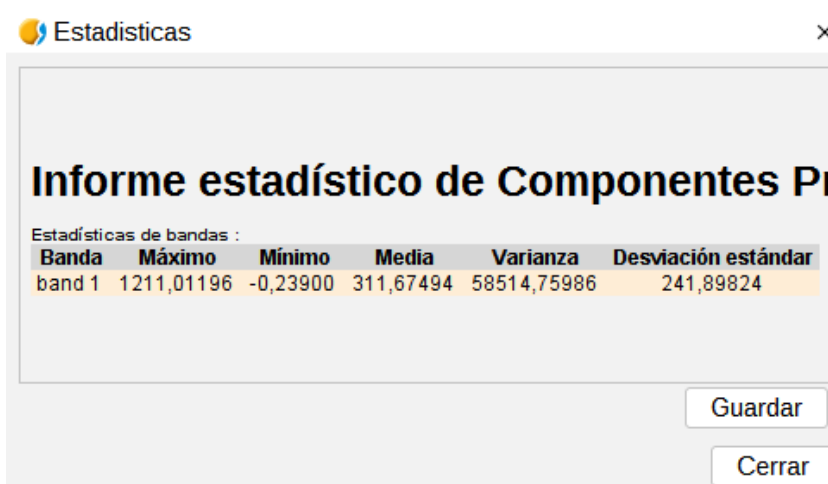 Estadisticas
Informe estadístico de Componentes Pr
Estadísticas de bandas :
Banda Máximo Mínimo Media Varianza Desviación estándar
band 1 1211,01196 -0,23900 311,67494 58514,75986 241,89824
Guardar
Cerrar